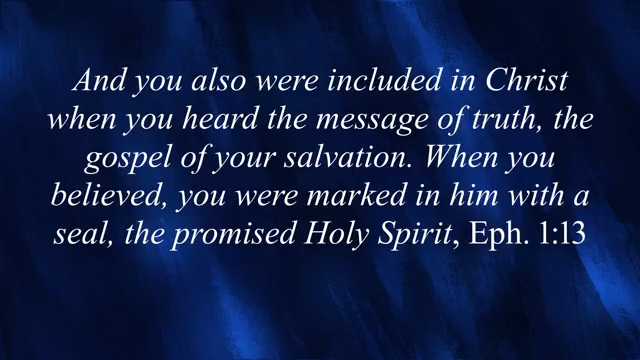 And you also were included in Christ
when you heard the message of truth, the
gospel of your salvation. When you
believed, you were marked in him with a
seal, the promised Holy Spirit, Eph. 1:13